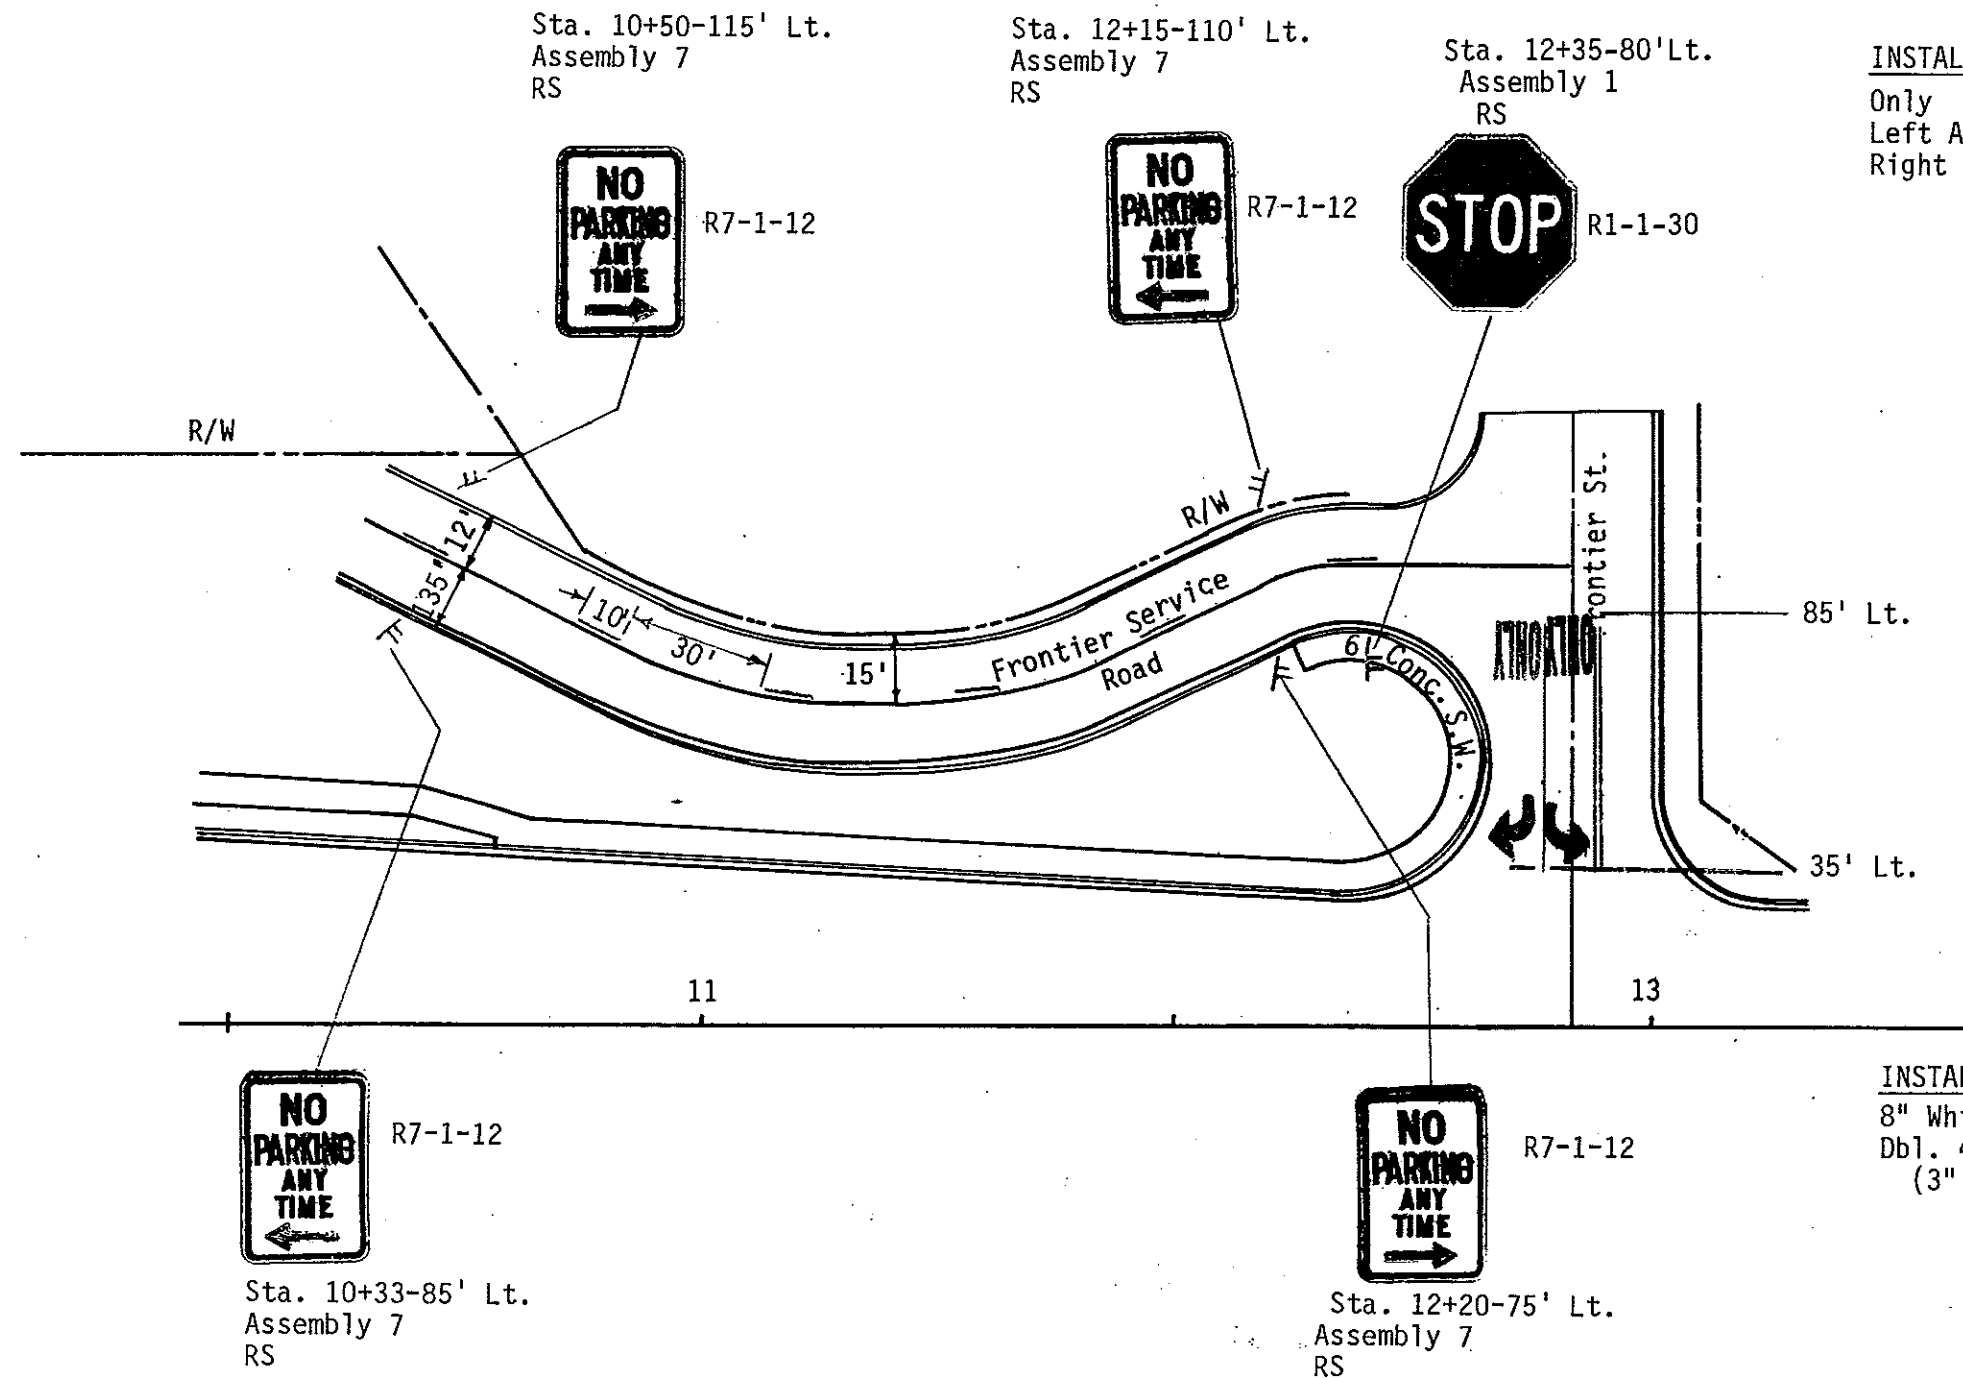 Sta. 10+50-115' Lt.
Assembly 7
RS
Sta. 12+15-110' Lt.
Assembly 7
RS
Sta. 12+35-80'Lt.
Assembly 1
RS
INSTAL
Only
Left A
Right
NO
PARKING
ANY
TIME
R7-1-12
NO
PARKING
ANY
TIME
R7-1-12
STOP
R1-1-30
R/W
R/W
Frontier St.
12'
10'
30'
15'
Frontier Service
Road
6' Conc. S.W.
ONLY
ONLY
85' Lt.
35' Lt.
11
13
NO
PARKING
ANY
TIME
R7-1-12
Sta. 10+33-85' Lt.
Assembly 7
RS
NO
PARKING
ANY
TIME
R7-1-12
Sta. 12+20-75' Lt.
Assembly 7
RS
INSTAL
8" Whi
Dbl. 4
(3"